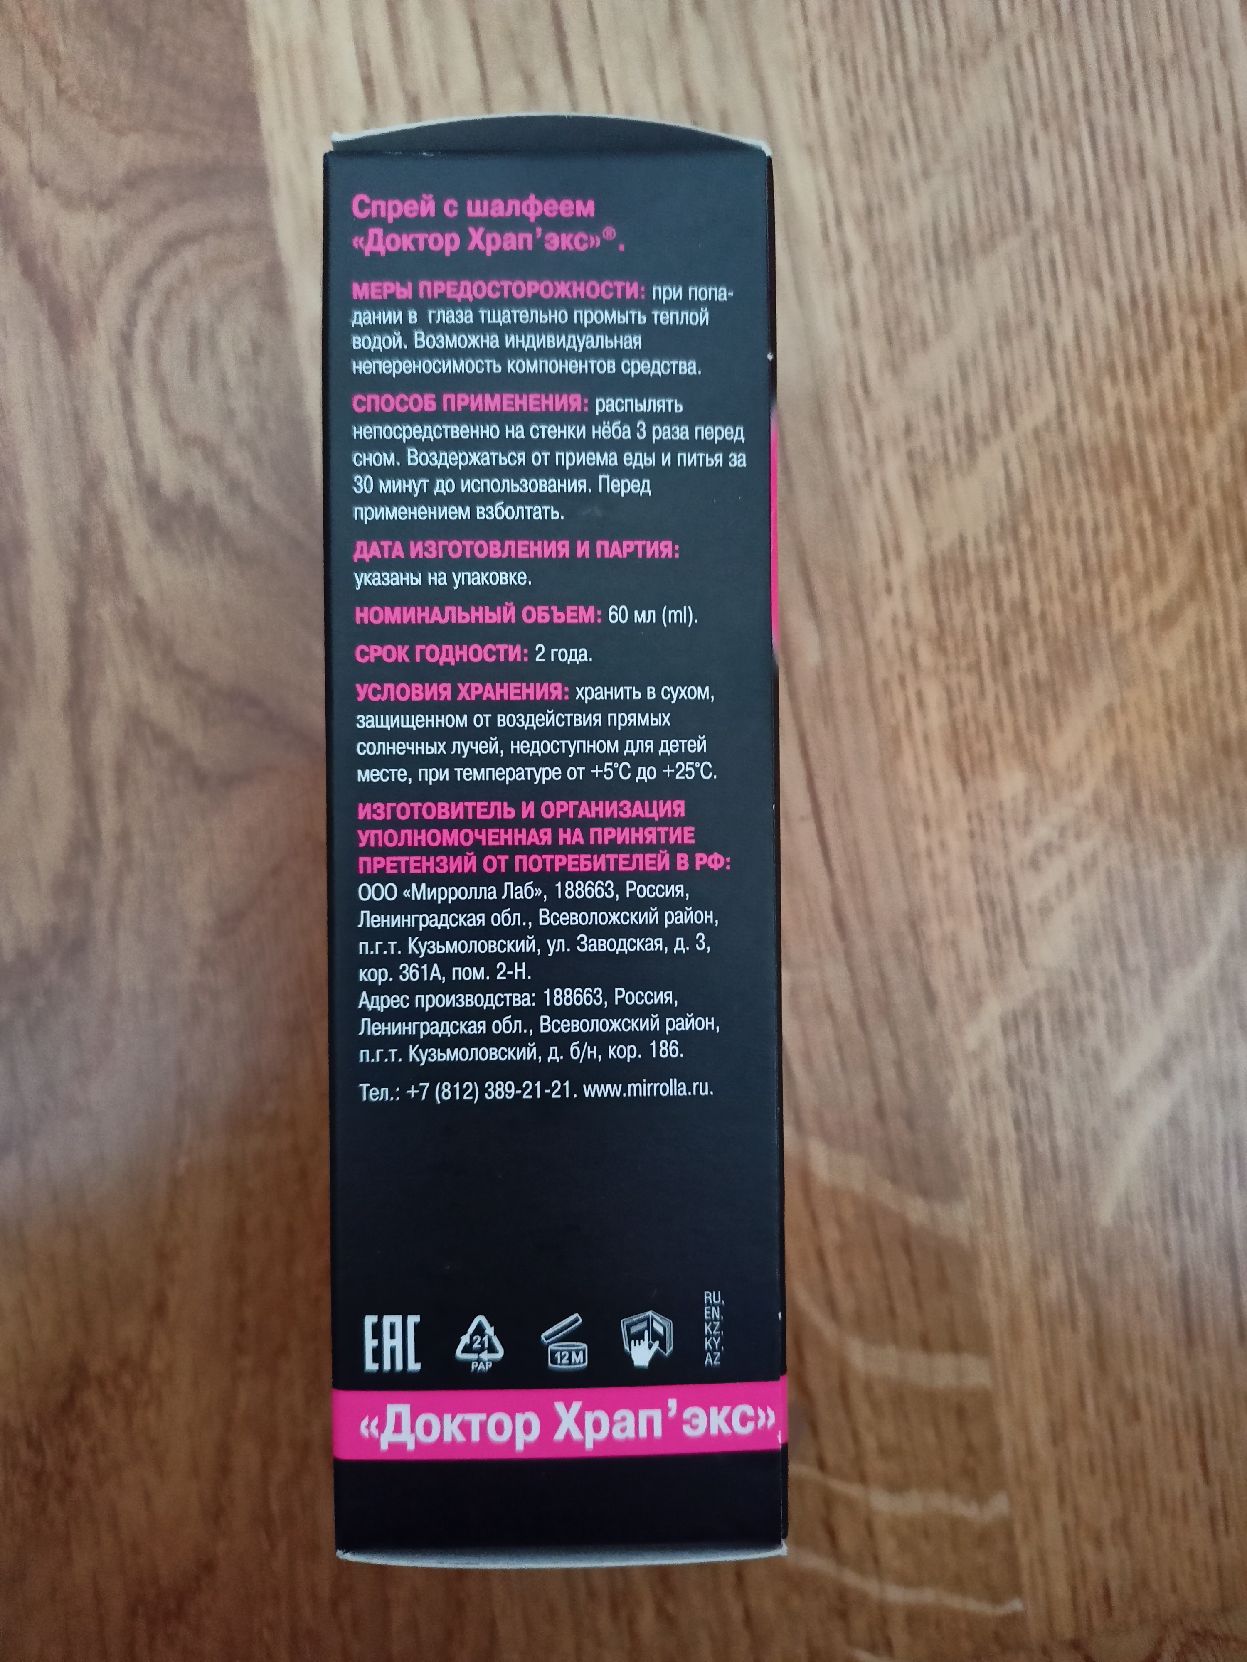 Спрей с шалфеем
«Доктор Храп'экс»®.
МЕРЫ ПРЕДОСТОРОЖНОСТИ: при попа-
дании в глаза тщательно промыть теплой
водой. Возможна индивидуальная
непереносимость компонентов средства.
СПОСОБ ПРИМЕНЕНИЯ: распылять
непосредственно на стенки нёба 3 раза перед
сном. Воздержаться от приема еды и питья за
30 минут до использования. Перед
применением взболтать.
ДАТА ИЗГОТОВЛЕНИЯ И ПАРТИЯ:
указаны на упаковке.
НОМИНАЛЬНЫЙ ОБЪЕМ: 60 мл (ml).
СРОК ГОДНОСТИ: 2 года.
УСЛОВИЯ ХРАНЕНИЯ: хранить в сухом,
защищенном от воздействия прямых
солнечных лучей, недоступном для детей
месте, при температуре от +5°С до +25°С.
ИЗГОТОВИТЕЛЬ И ОРГАНИЗАЦИЯ
УПОЛНОМОЧЕННАЯ НА ПРИНЯТИЕ
ПРЕТЕНЗИЙ ОТ ПОТРЕБИТЕЛЕЙ В РФ:
ООО «Мирролла Лаб», 188663, Россия,
Ленинградская обл., Всеволожский район,
п.г.т. Кузьмоловский, ул. Заводская, д. 3,
кор. 361А, пом. 2-Н.
Адрес производства: 188663, Россия,
Ленинградская обл., Всеволожский район,
п.г.т. Кузьмоловский, д. б/н, кор. 186.
Тел.: +7 (812) 389-21-21. www.mirrolla.ru.
EAC
21
PAP
12M
RU,
EN,
KZ,
KY,
AZ
«Доктор Храп'экс»